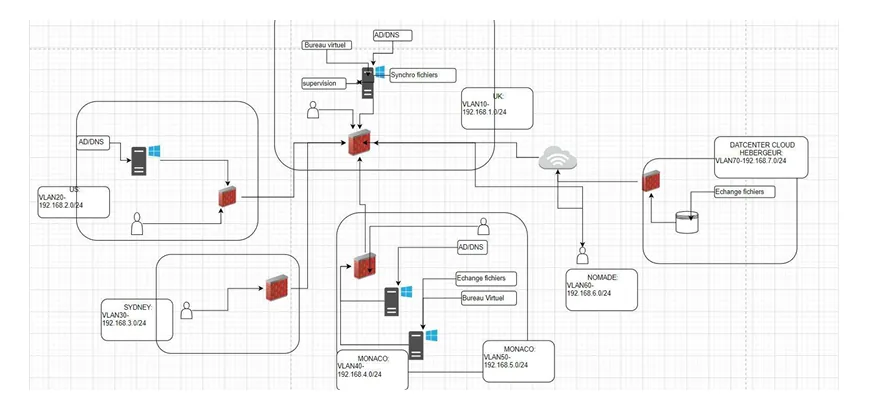 AD/DNS
Bureau virtuel
Synchro fichiers
supervision
UK:
VLAN10-
192.168.1.0/24
AD/DNS
US:
VLAN20-
192.168.2.0/24
DATCENTER CLOUD
HEBERGEUR:
VLAN70-192.168.7.0/24
Echange fichiers
AD/DNS
Echange fichiers
Bureau Virtuel
NOMADE:
VLAN60-
192.168.6.0/24
SYDNEY:
VLAN30-
192.168.3.0/24
MONACO:
VLAN40-
192.168.4.0/24
MONACO:
VLAN50-
192.168.5.0/24